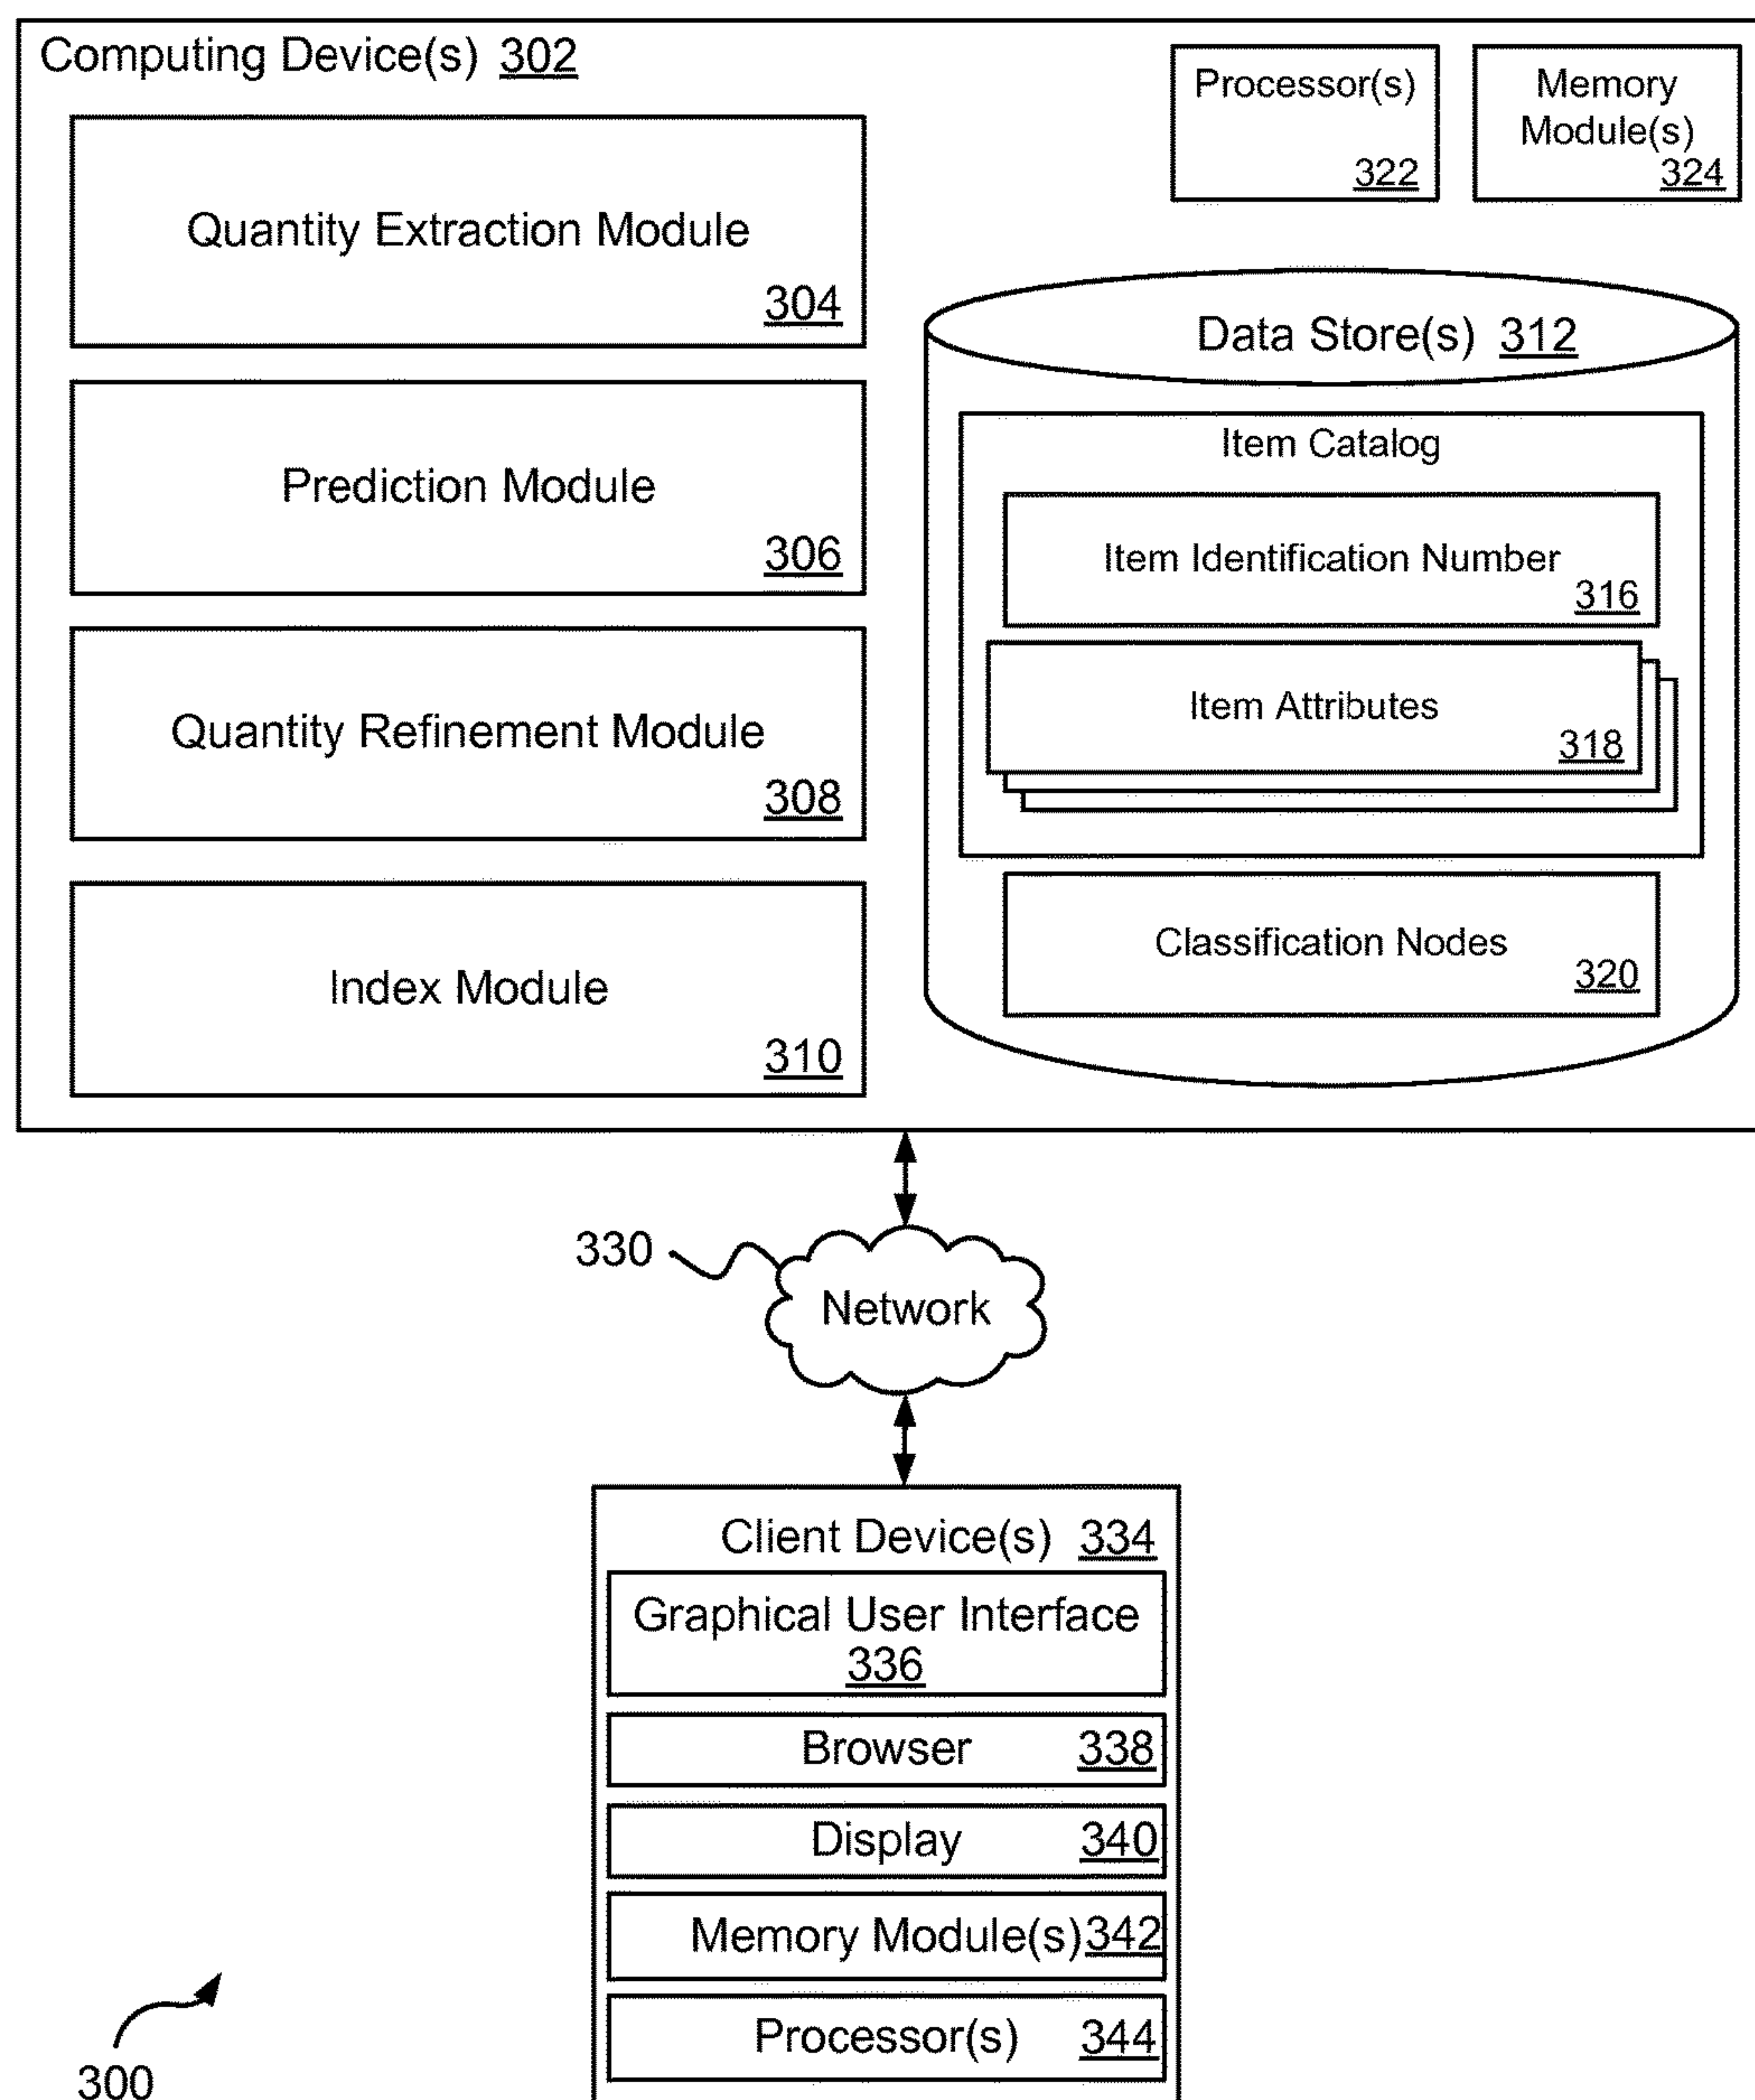 Computing Device(s) 302
Processor(s)
322
Memory
Module(s)
324
Quantity Extraction Module
304
Prediction Module
306
Quantity Refinement Module
308
Index Module
310
Data Store(s) 312
Item Catalog
Item Identification Number
316
Item Attributes
318
Classification Nodes
320
330
Network
Client Device(s) 334
Graphical User Interface
336
Browser 338
Display 340
Memory Module(s) 342
Processor(s) 344
300